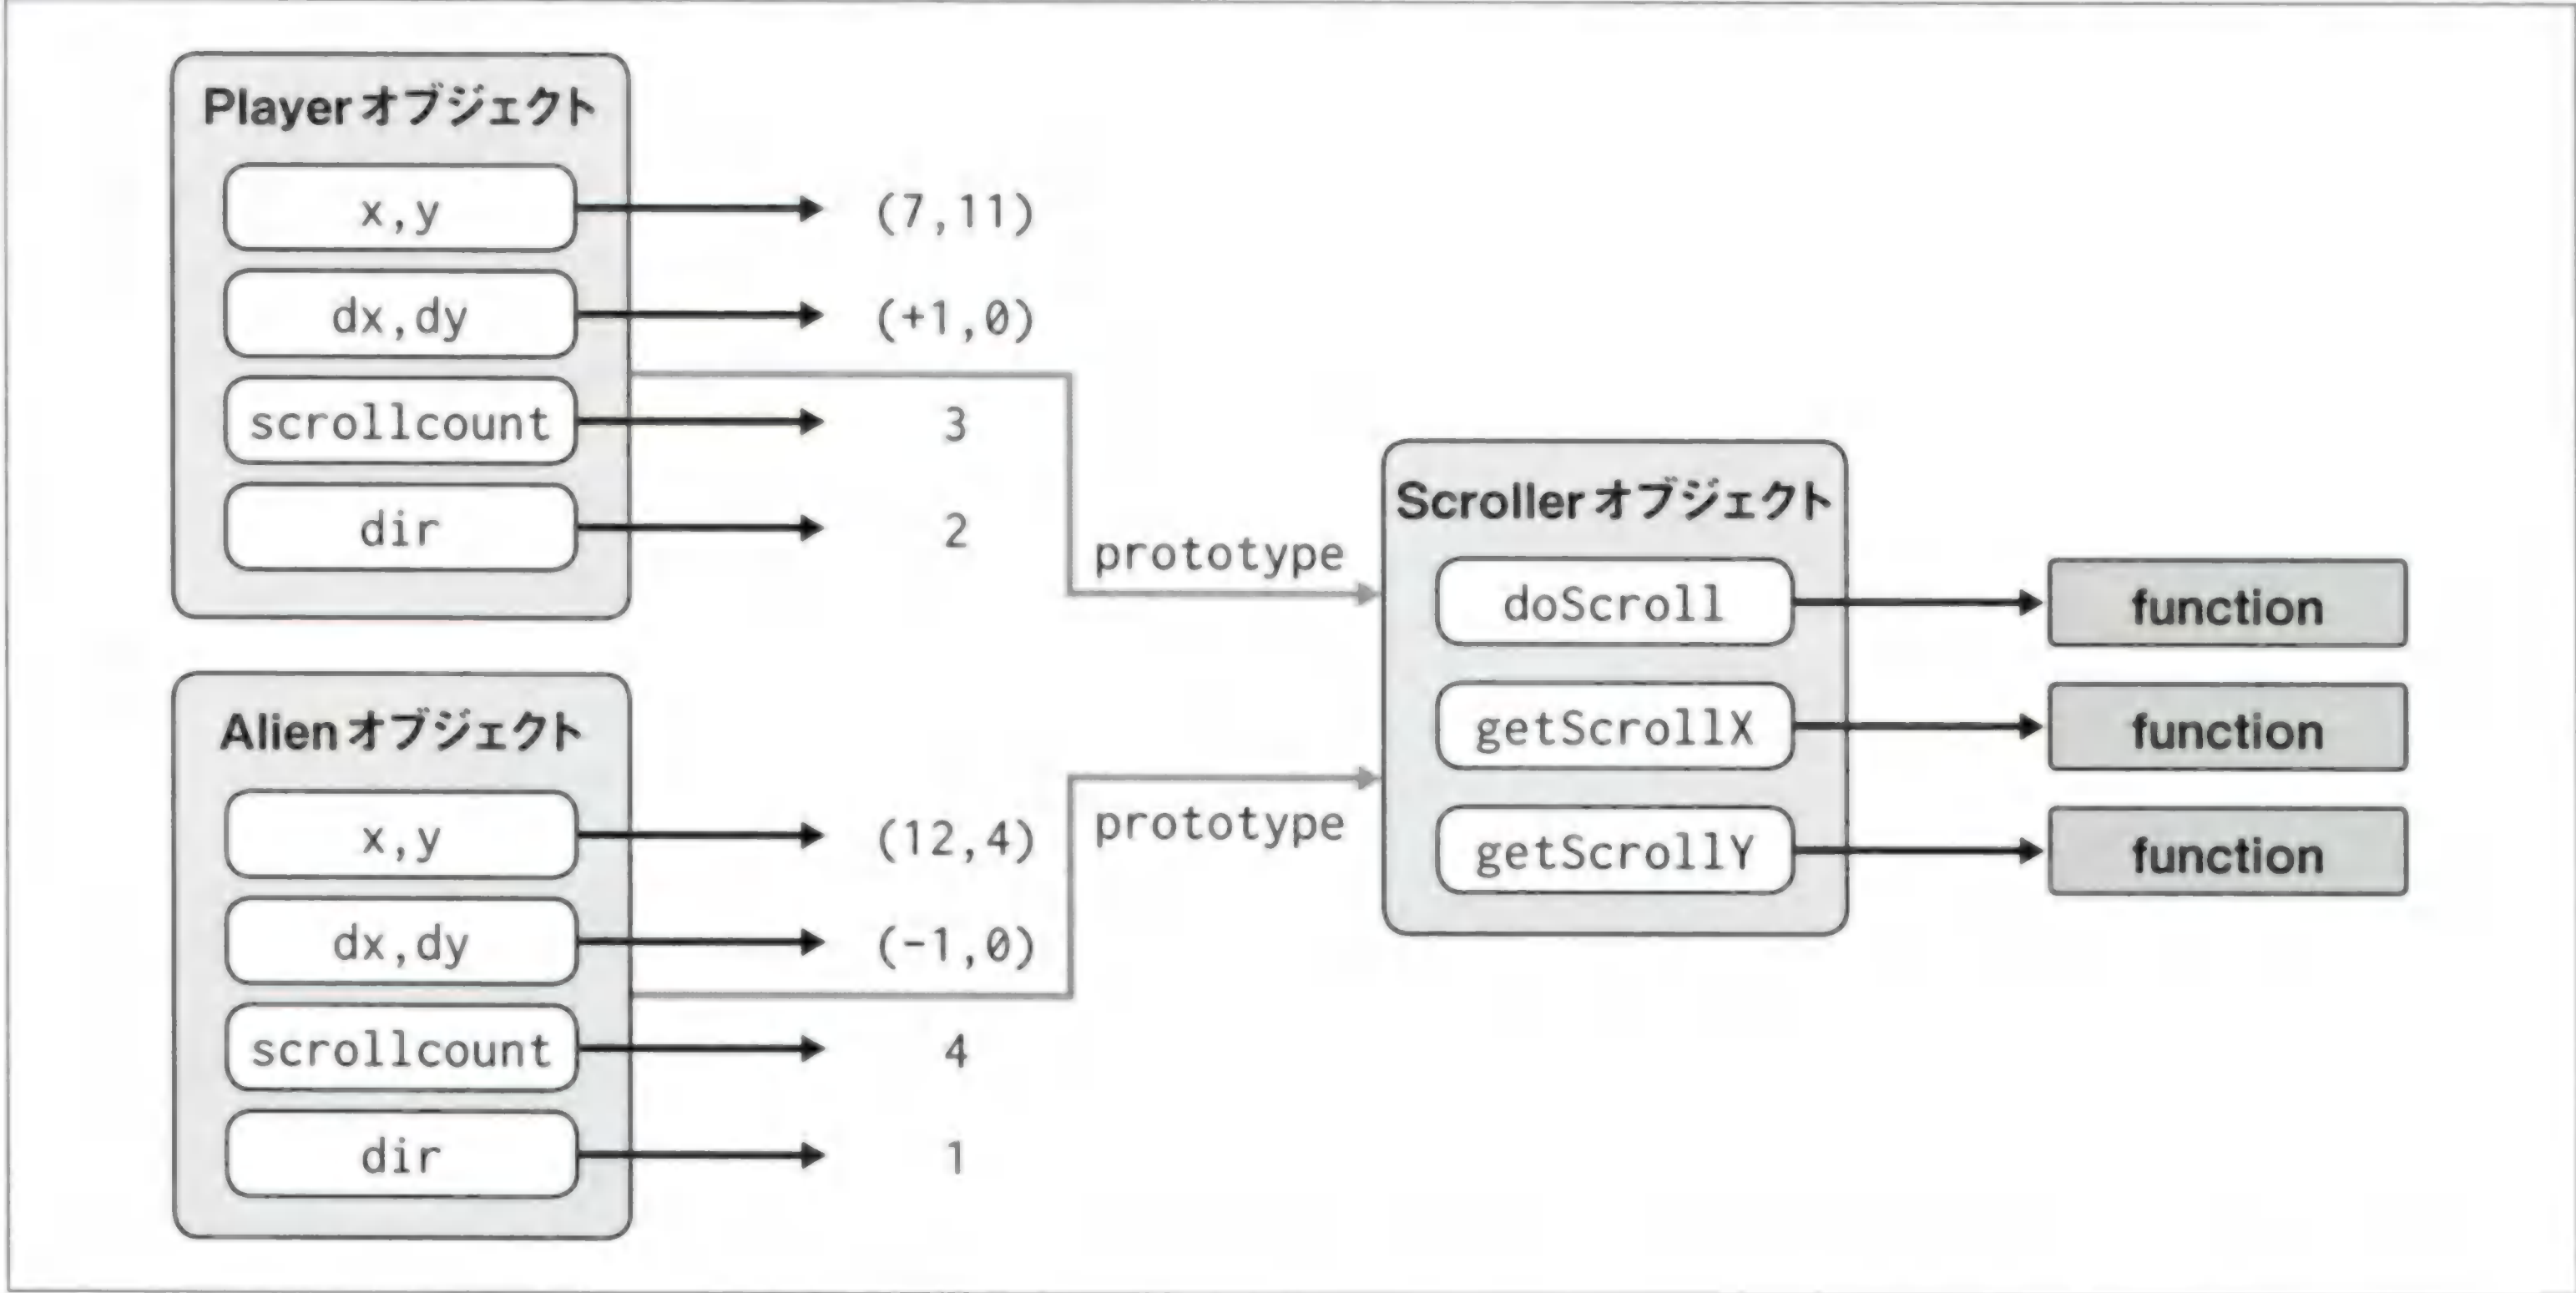 Playerオブジェクト
x,y
(7,11)
dx,dy
(+1,0)
scrollcount
3
dir
2
prototype
Alienオブジェクト
x,y
(12,4)
dx,dy
(-1,0)
scrollcount
4
dir
1
prototype
Scrollerオブジェクト
doScroll
function
getScrollX
function
getScrollY
function